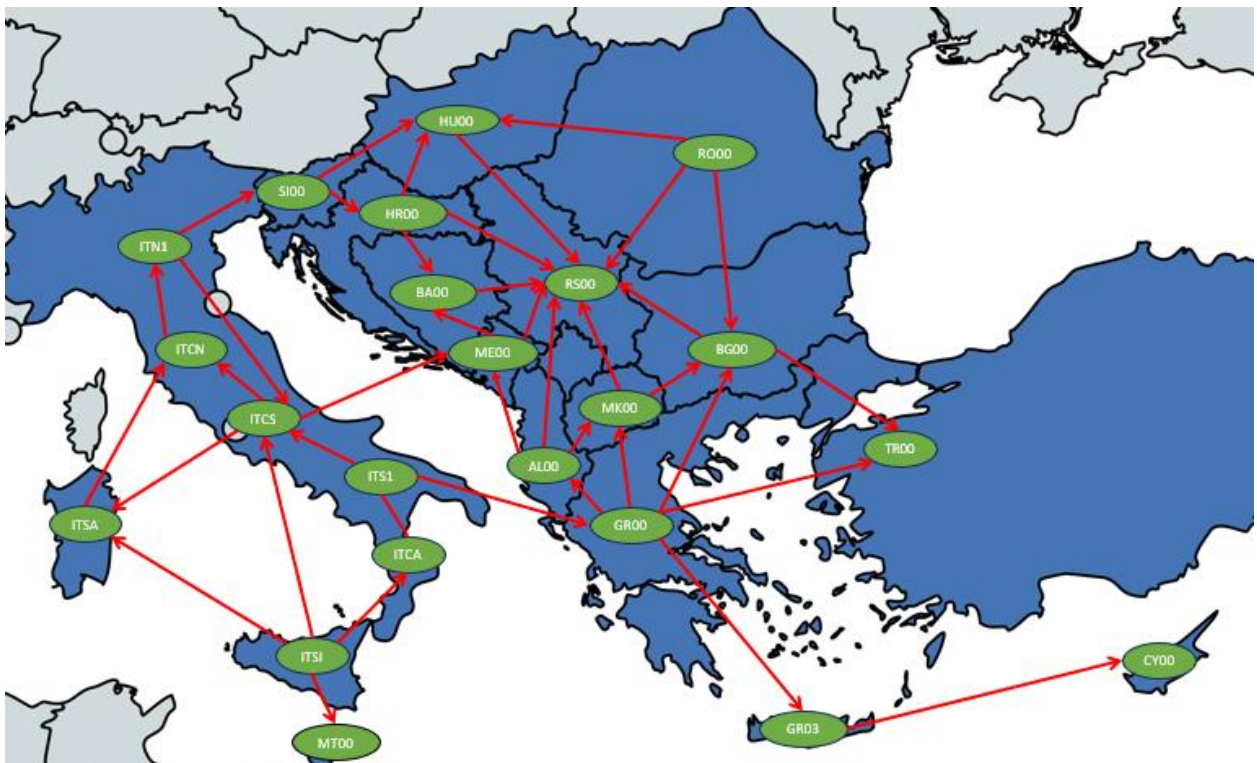 HU00
RO00
SI00
HR00
ITN1
RS00
BA00
ITCN
ME00
BG00
MK00
ITCS
TR00
AL00
ITS1
ITSA
GR00
ITCA
ITSI
CY00
GR03
MT00